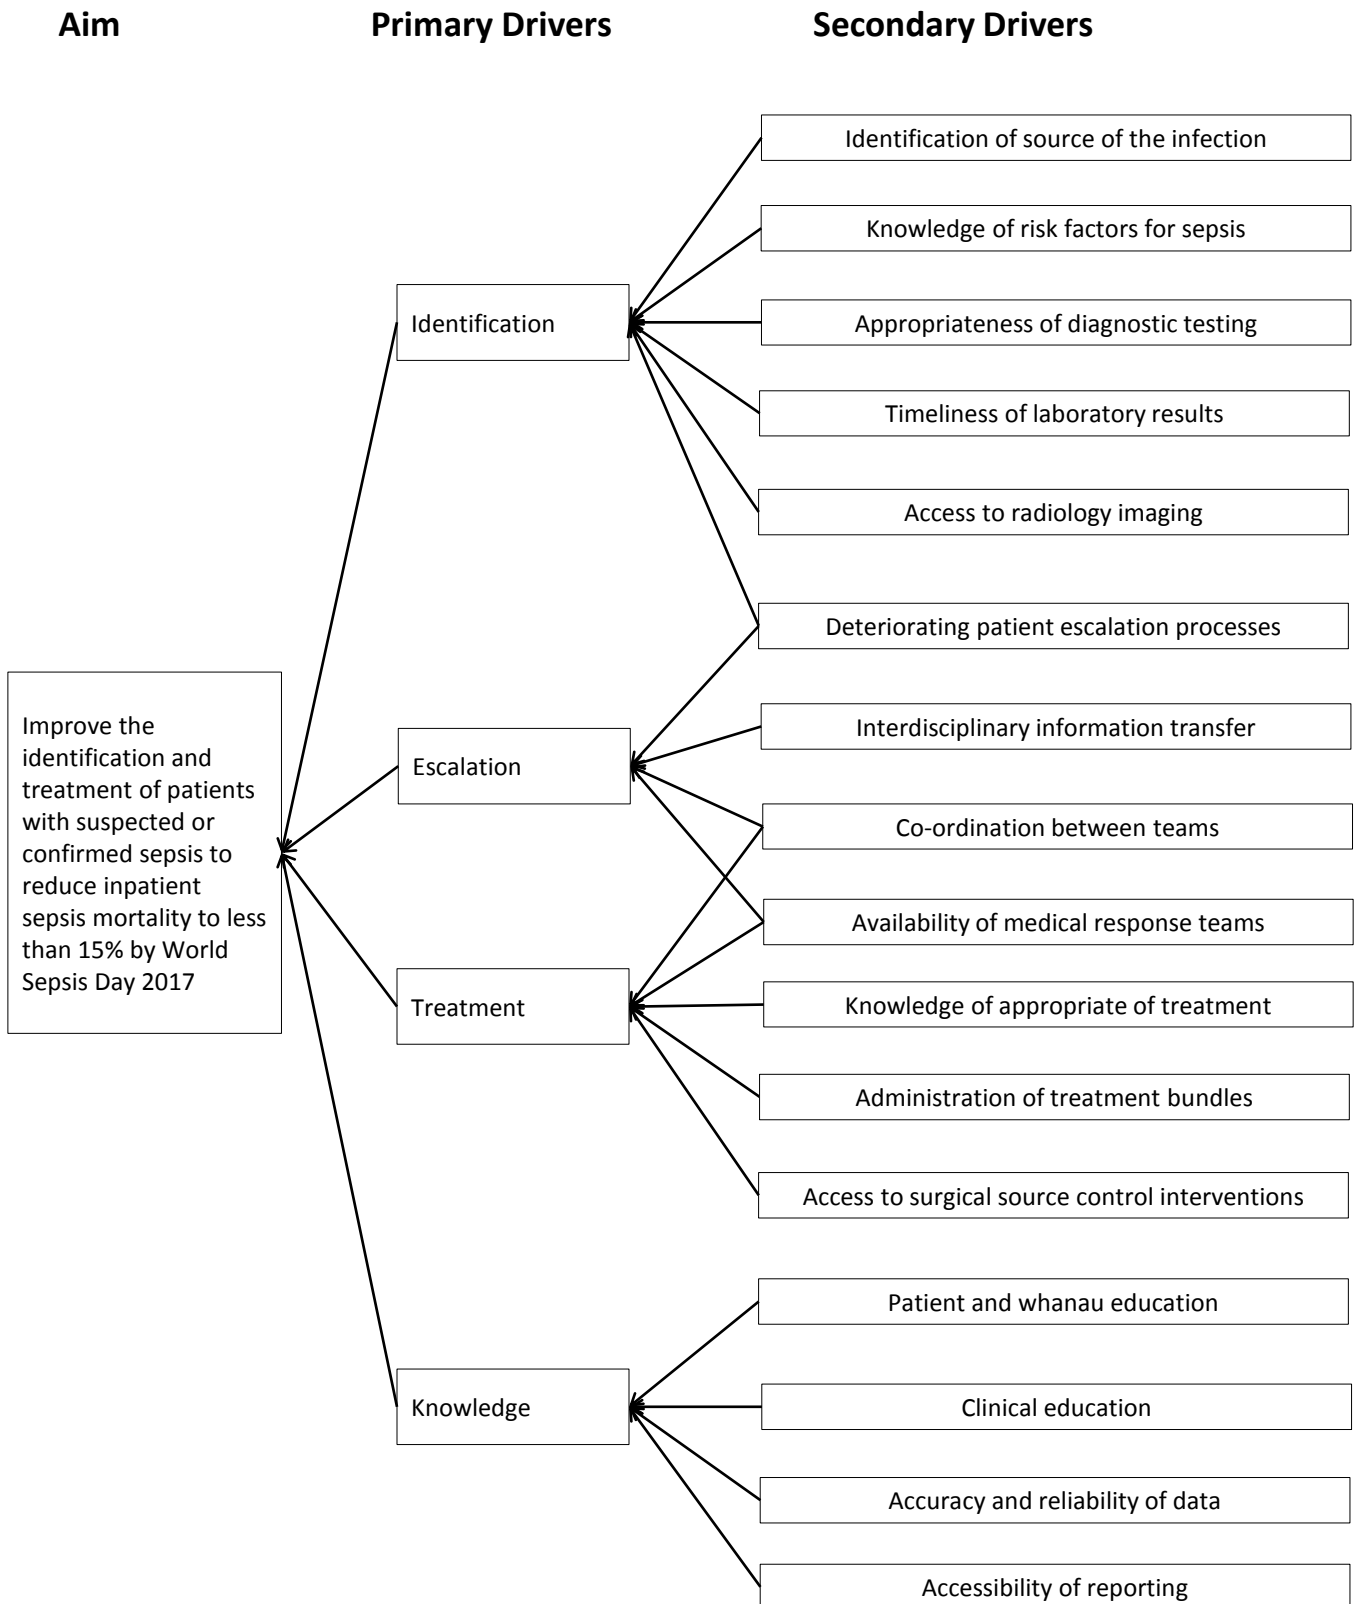 Aim
Primary Drivers
Secondary Drivers
Identification of source of the infection
Knowledge of risk factors for sepsis
Identification
Appropriateness of diagnostic testing
Timeliness of laboratory results
Access to radiology imaging
Deteriorating patient escalation processes
Improve the
identification and
treatment of patients
with suspected or
confirmed sepsis to
reduce inpatient
sepsis mortality to less
than 15% by World
Sepsis Day 2017
Interdisciplinary information transfer
Escalation
Co-ordination between teams
Availability of medical response teams
Treatment
Knowledge of appropriate of treatment
Administration of treatment bundles
Access to surgical source control interventions
Patient and whanau education
Knowledge
Clinical education
Accuracy and reliability of data
Accessibility of reporting